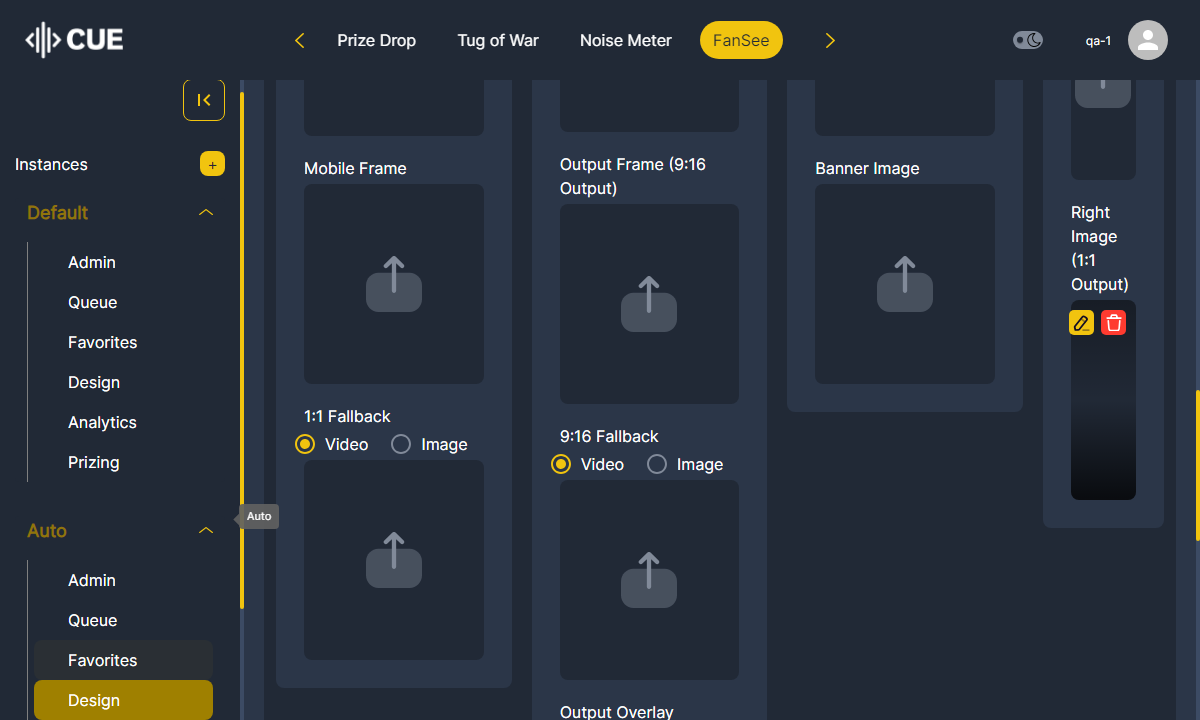 CUE
Prize Drop
Tug of War
Noise Meter
FanSee
qa-1
Instances
+
Default
Admin
Queue
Favorites
Design
Analytics
Prizing
Auto
Admin
Queue
Favorites
Design
Auto
Mobile Frame
1:1 Fallback
Video
Image
Output Frame (9:16
Output)
9:16 Fallback
Video
Image
Output Overlay
Banner Image
Right
Image
(1:1
Output)